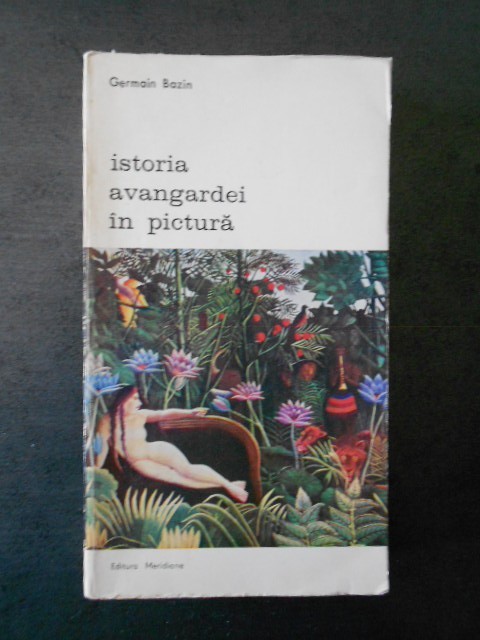 Germain Bazin
istoria
avangardei
în pictură
Editura Meridiane